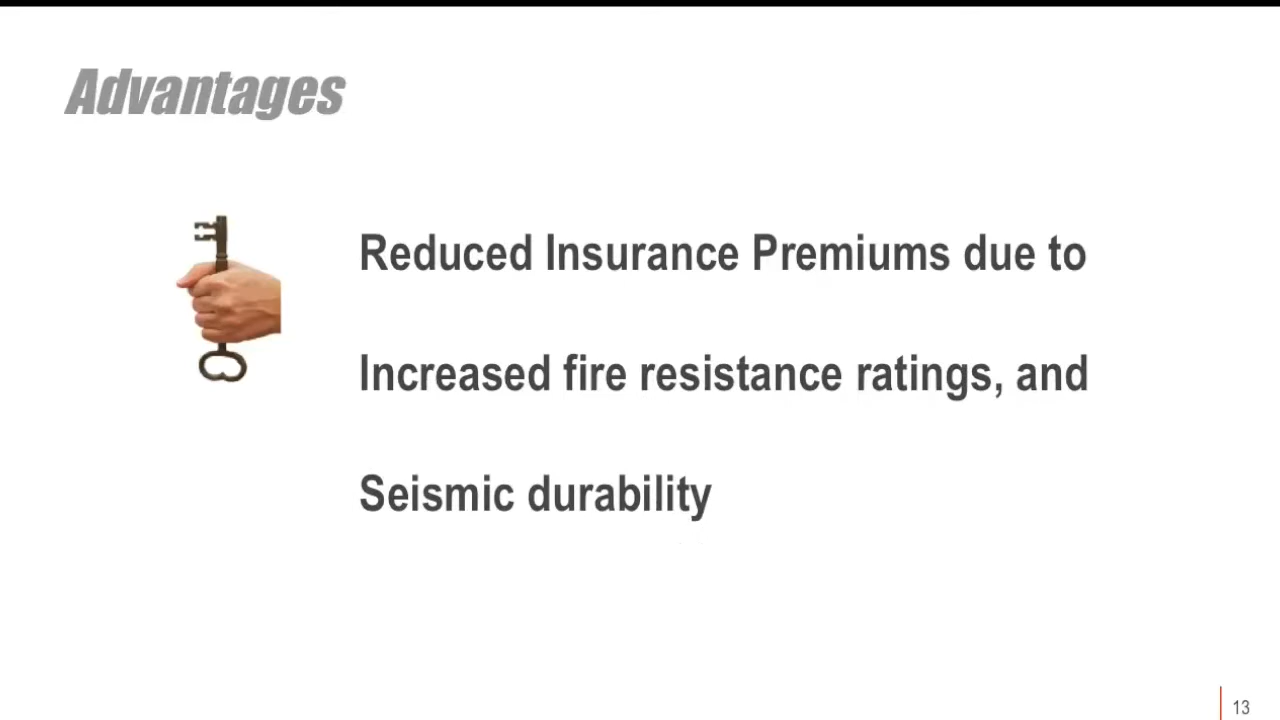 Advantages
Reduced Insurance Premiums due to
Increased fire resistance ratings, and
Seismic durability
13